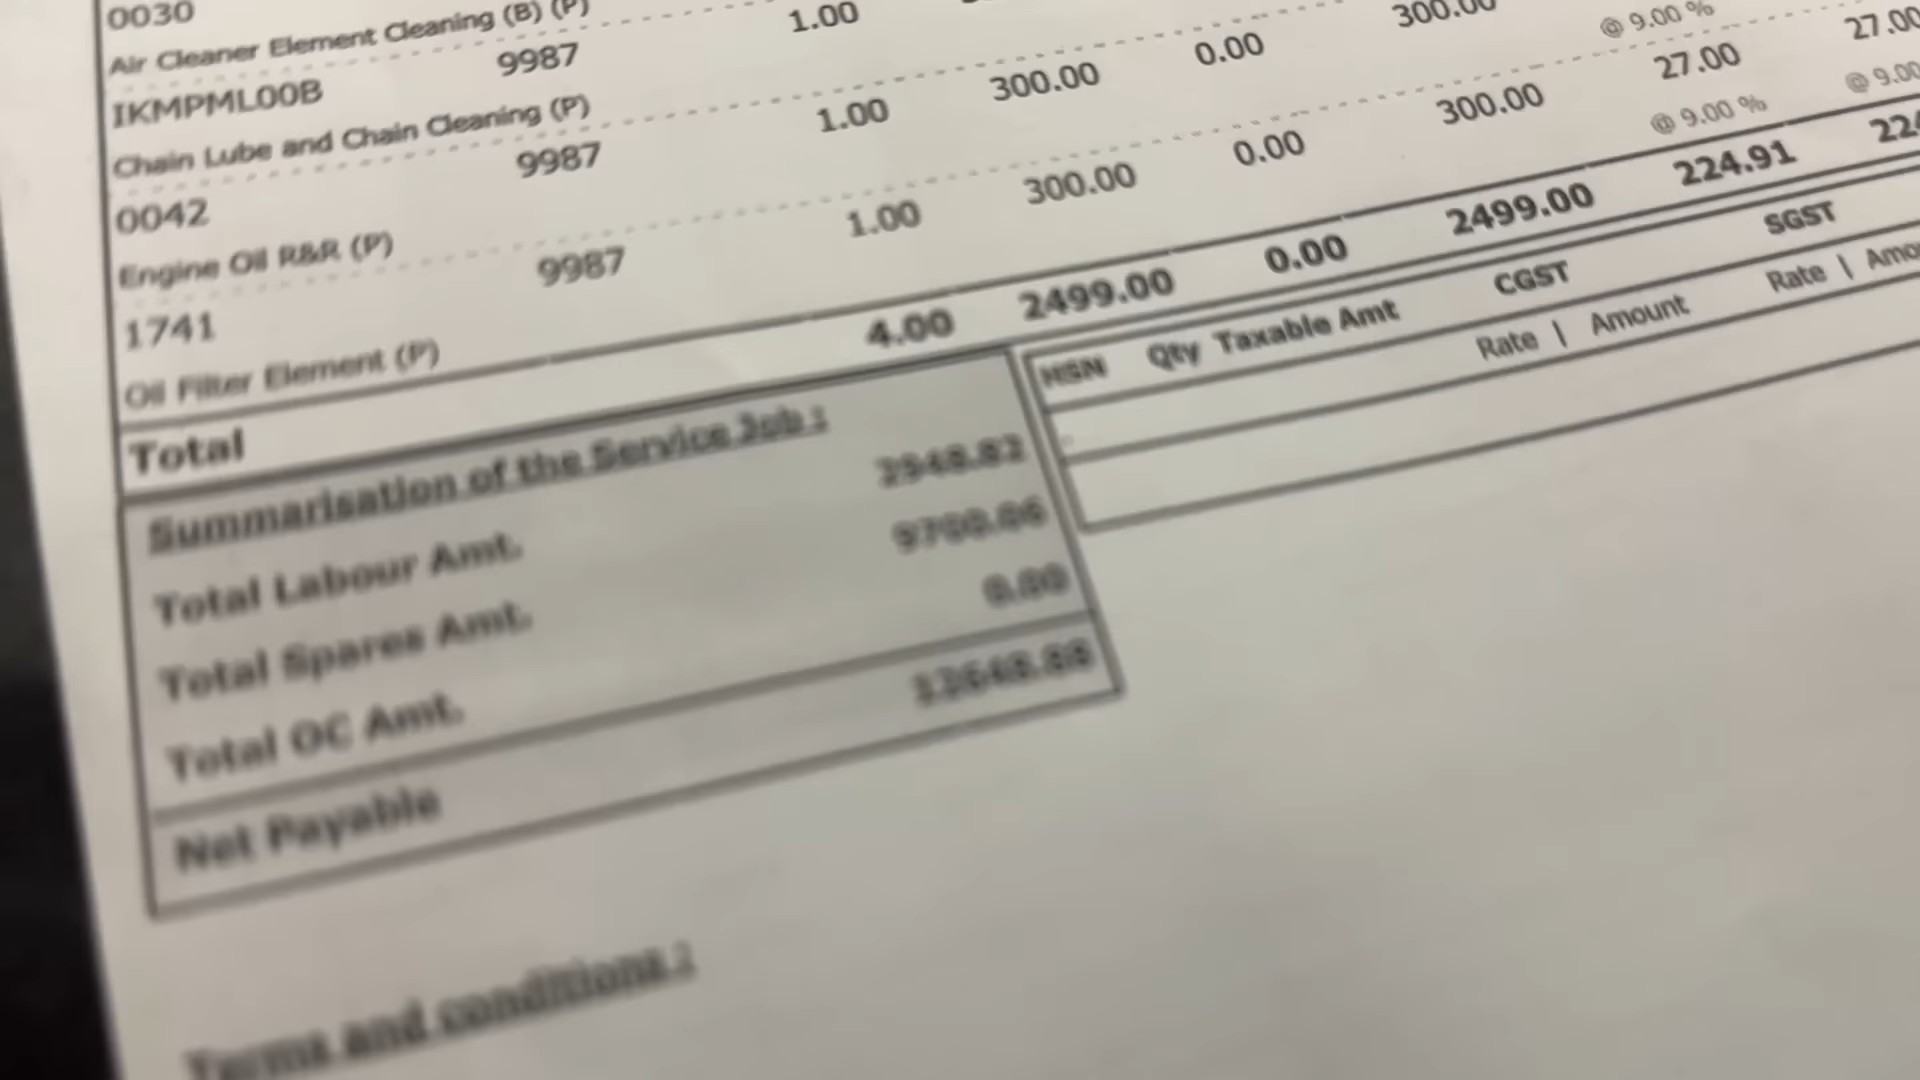 0030
Air Cleaner Element Cleaning (B) (P)
IKMPML00B 9987 1.00 300.00 0.00 300.00 27.00 27.00
@ 9.00 %
Chain Lube and Chain Cleaning (P)
0042 9987 1.00 300.00 0.00 300.00
@ 9.00 % @ 9.00
Engine Oil R&R (P)
1741 9987 1.00
Oil Filter Element (P)
Total 4.00 2499.00 0.00 2499.00 224.91
Summarisation of the Service Job :
Total Labour Amt. 2948.82
Total Spares Amt.
Total OC Amt. 0.00
Net Payable
HSN Qty Taxable Amt CGST SGST
Rate | Amount Rate |
Terms and conditions :